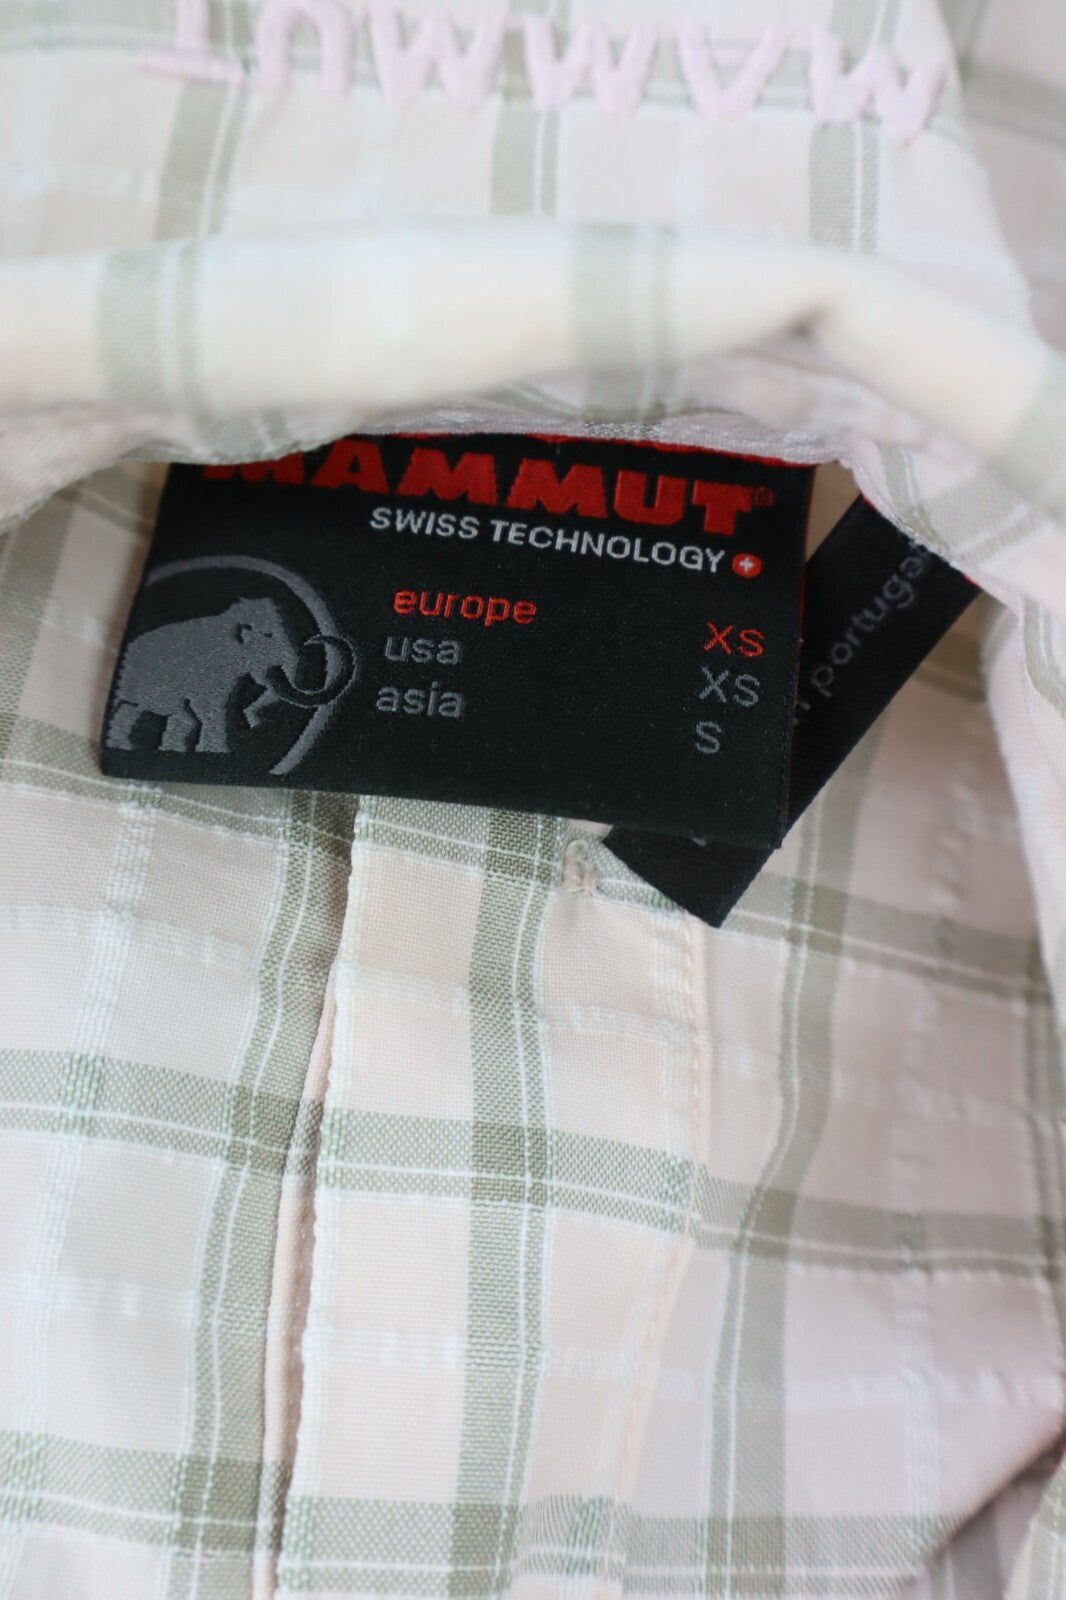 MAMMUT
MAMMUT®
SWISS TECHNOLOGY
europe XS
usa XS
asia S
portugal